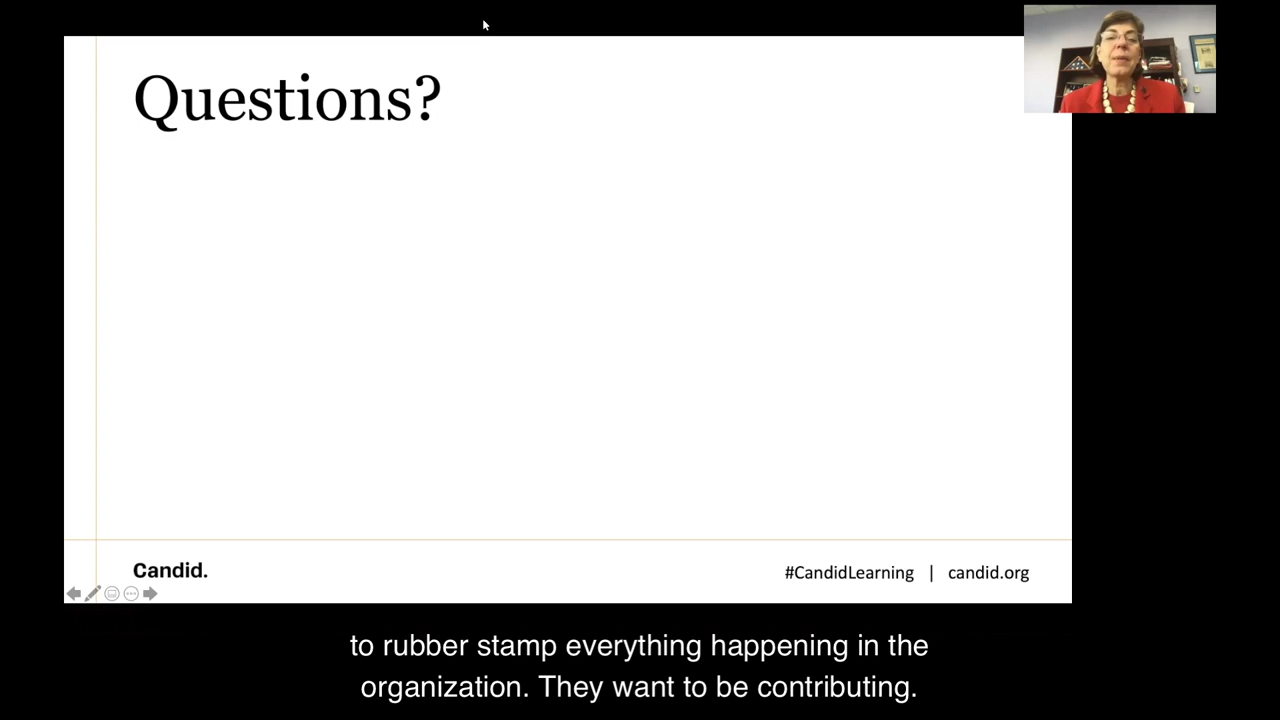 Questions?
Candid.
#CandidLearning | candid.org
to rubber stamp everything happening in the
organization. They want to be contributing.